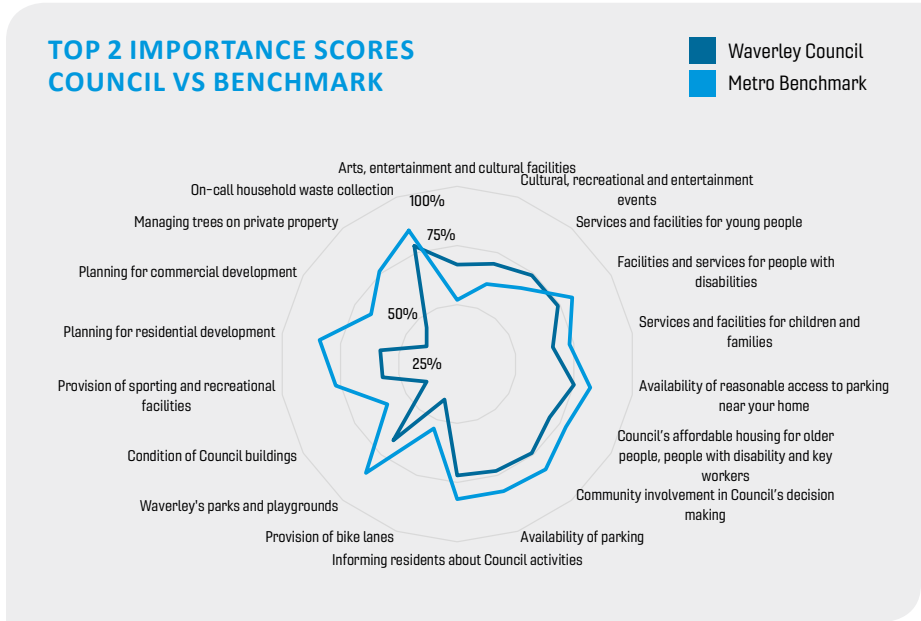 TOP 2 IMPORTANCE SCORES
COUNCIL VS BENCHMARK
Waverley Council
Metro Benchmark
Arts, entertainment and cultural facilities
Cultural, recreational and entertainment
events
Services and facilities for young people
Facilities and services for people with
disabilities
Services and facilities for children and
families
Availability of reasonable access to parking
near your home
Council's affordable housing for older
people, people with disability and key
workers
Community involvement in Council's decision
making
Availability of parking
Informing residents about Council activities
Provision of bike lanes
Waverley's parks and playgrounds
Condition of Council buildings
Provision of sporting and recreational
facilities
Planning for residential development
Planning for commercial development
Managing trees on private property
On-call household waste collection
100%
75%
50%
25%